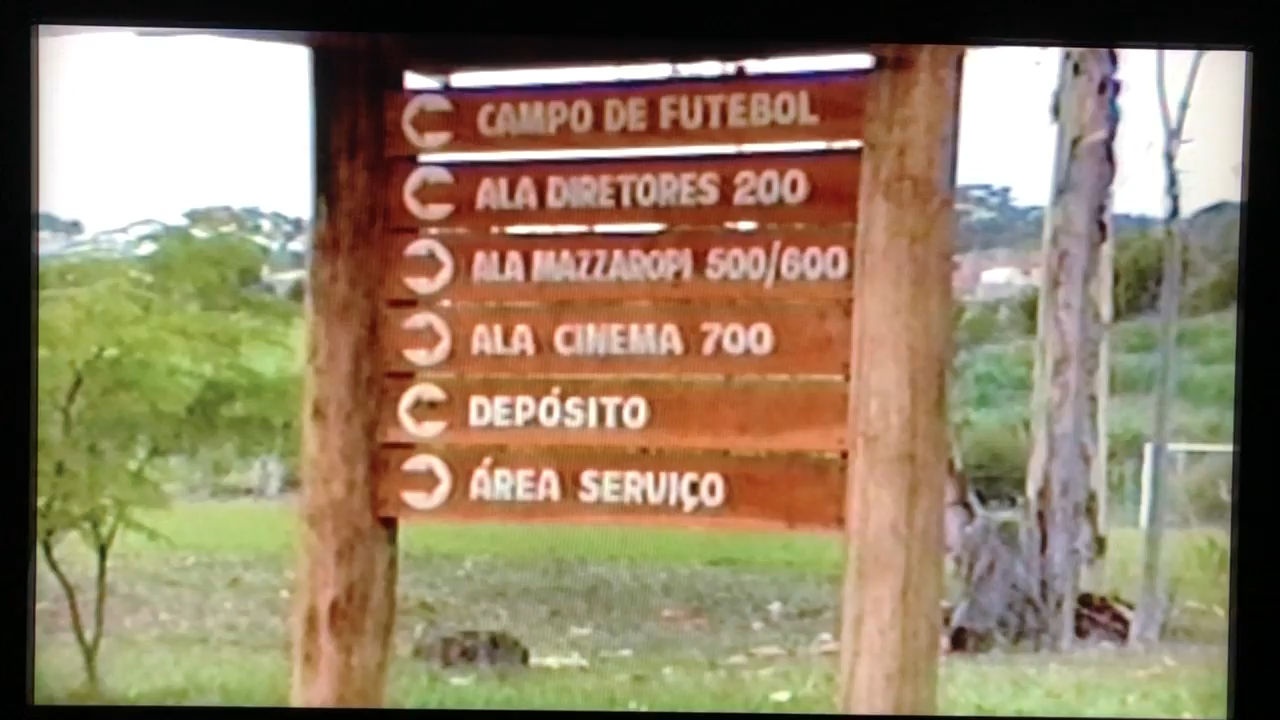 CAMPO DE FUTEBOL
ALA DIRETORES 200
ALA MAZZAROPI 500/600
ALA CINEMA 700
DEPÓSITO
ÁREA SERVIÇO